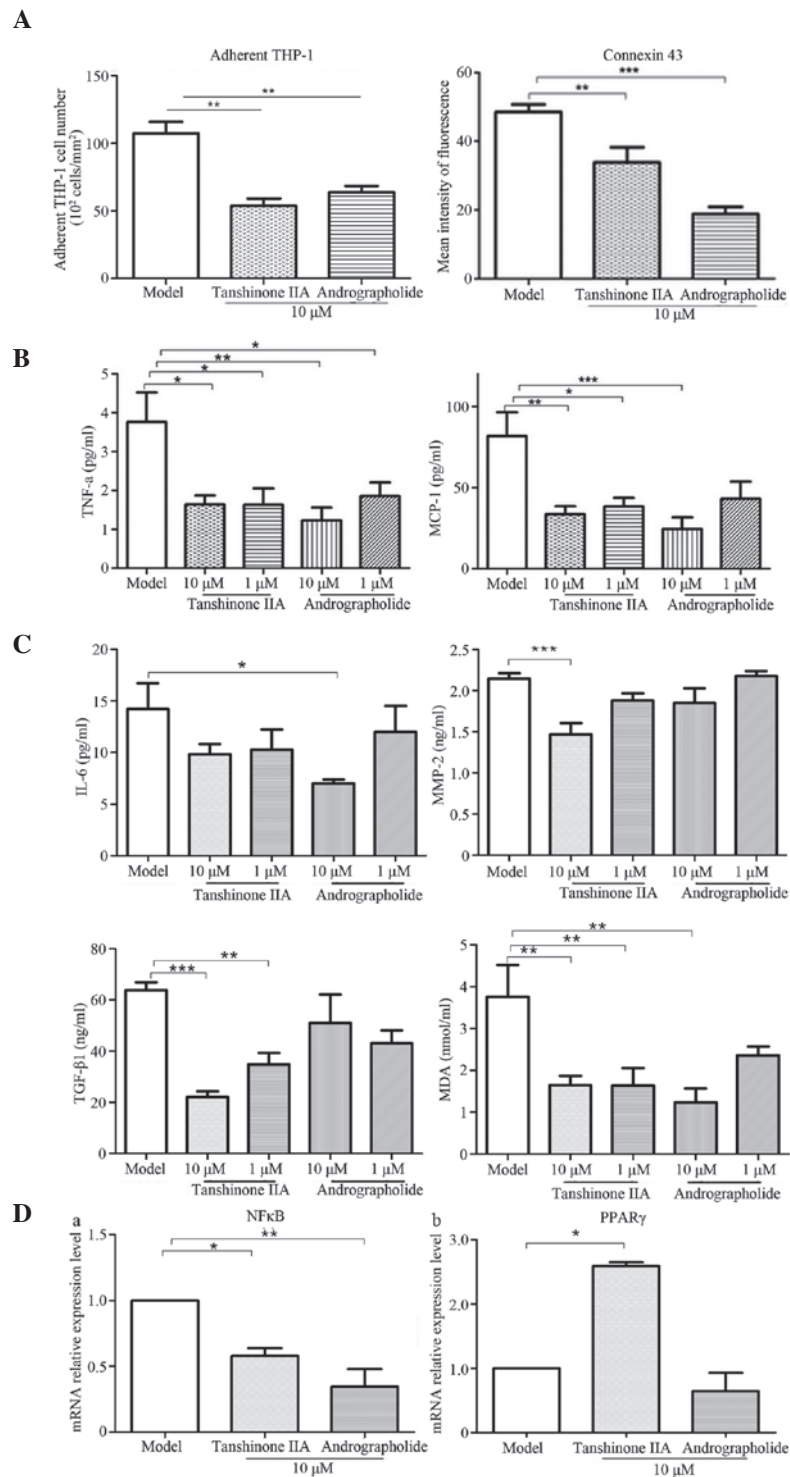 A
Adherent THP-1
Adherent THP-1 cell number
(10² cells/mm²)
150
100
50
0
**
**
Model
Tanshinone IIA
Andrographolide
10 μM
Connexin 43
Mean intensity of fluorescence
60
40
20
0
***
**
Model
Tanshinone IIA
Andrographolide
10 μM
B
TNF-a (pg/ml)
5
4
3
2
1
0
*
**
*
*
Model
10 μM
1 μM
10 μM
1 μM
Tanshinone IIA
Andrographolide
MCP-1 (pg/ml)
100
50
0
***
*
**
Model
10 μM
1 μM
10 μM
1 μM
Tanshinone IIA
Andrographolide
C
IL-6 (pg/ml)
20
15
10
5
0
*
Model
10 μM
1 μM
10 μM
1 μM
Tanshinone IIA
Andrographolide
MMP-2 (ng/ml)
2.5
2.0
1.5
1.0
0.5
0
***
Model
10 μM
1 μM
10 μM
1 μM
Tanshinone IIA
Andrographolide
TGF-β1 (ng/ml)
80
60
40
20
0
**
***
Model
10 μM
1 μM
10 μM
1 μM
Tanshinone IIA
Andrographolide
MDA (nmol/ml)
5
4
3
2
1
0
**
**
**
Model
10 μM
1 μM
10 μM
1 μM
Tanshinone IIA
Andrographolide
D
a
NFκB
mRNA relative expression level
1.5
1.0
0.5
0
**
*
Model
Tanshinone IIA
Andrographolide
10 μM
b
PPARγ
mRNA relative expression level
3.0
2.0
1.0
0
*
Model
Tanshinone IIA
Andrographolide
10 μM